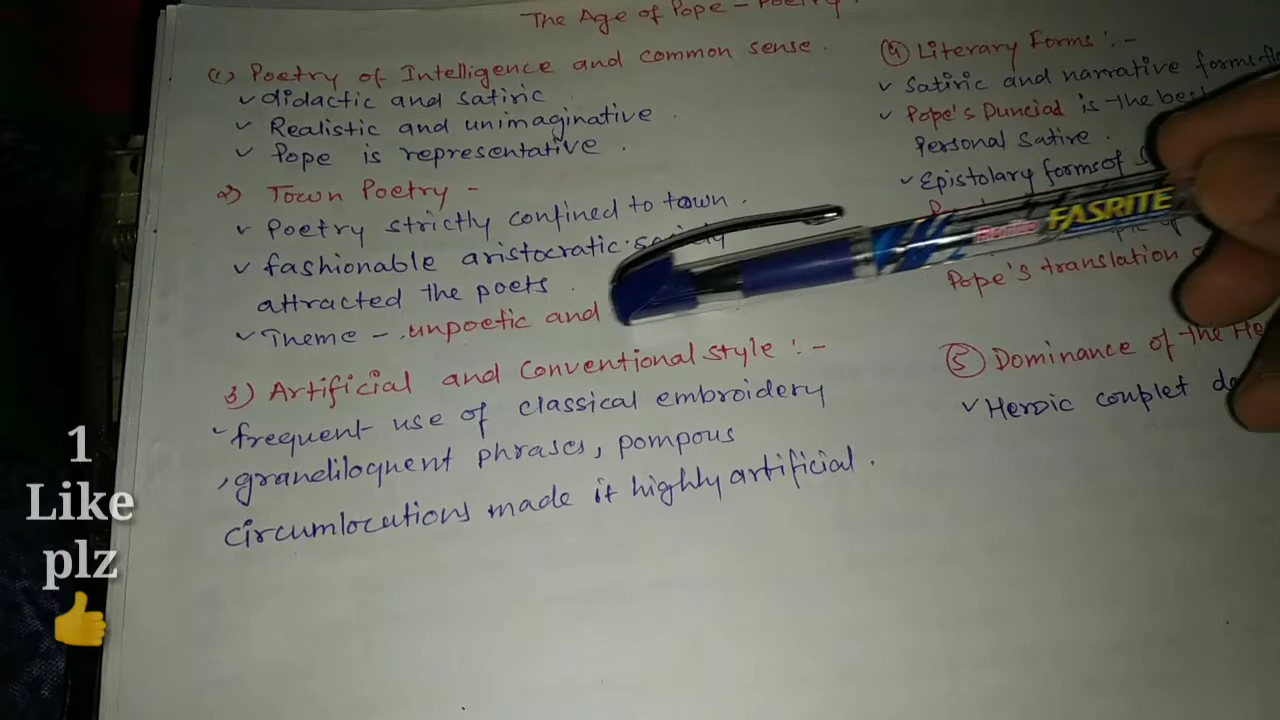 The Age of Pope - Poetry.
1) Poetry of Intelligence and common sense.
✓ didactic and satiric
✓ Realistic and unimaginative.
✓ Pope is representative.
2) Town Poetry -
✓ Poetry strictly confined to town.
✓ fashionable aristocratic society
attracted the poets.
✓ Theme - unpoetic and
3) Artificial and Conventional style :-
✓ frequent use of classical embroidery
, grandiloquent phrases, pompous
circumlocutions made it highly artificial.
④ Literary Forms :-
✓ Satiric and narrative forms
✓ Pope's Dunciad is the best
personal satire.
✓ Epistolary forms of
Pope's translation
⑤ Dominance of the
✓ Heroic couplet
FASRITE
1
Like
plz
👍